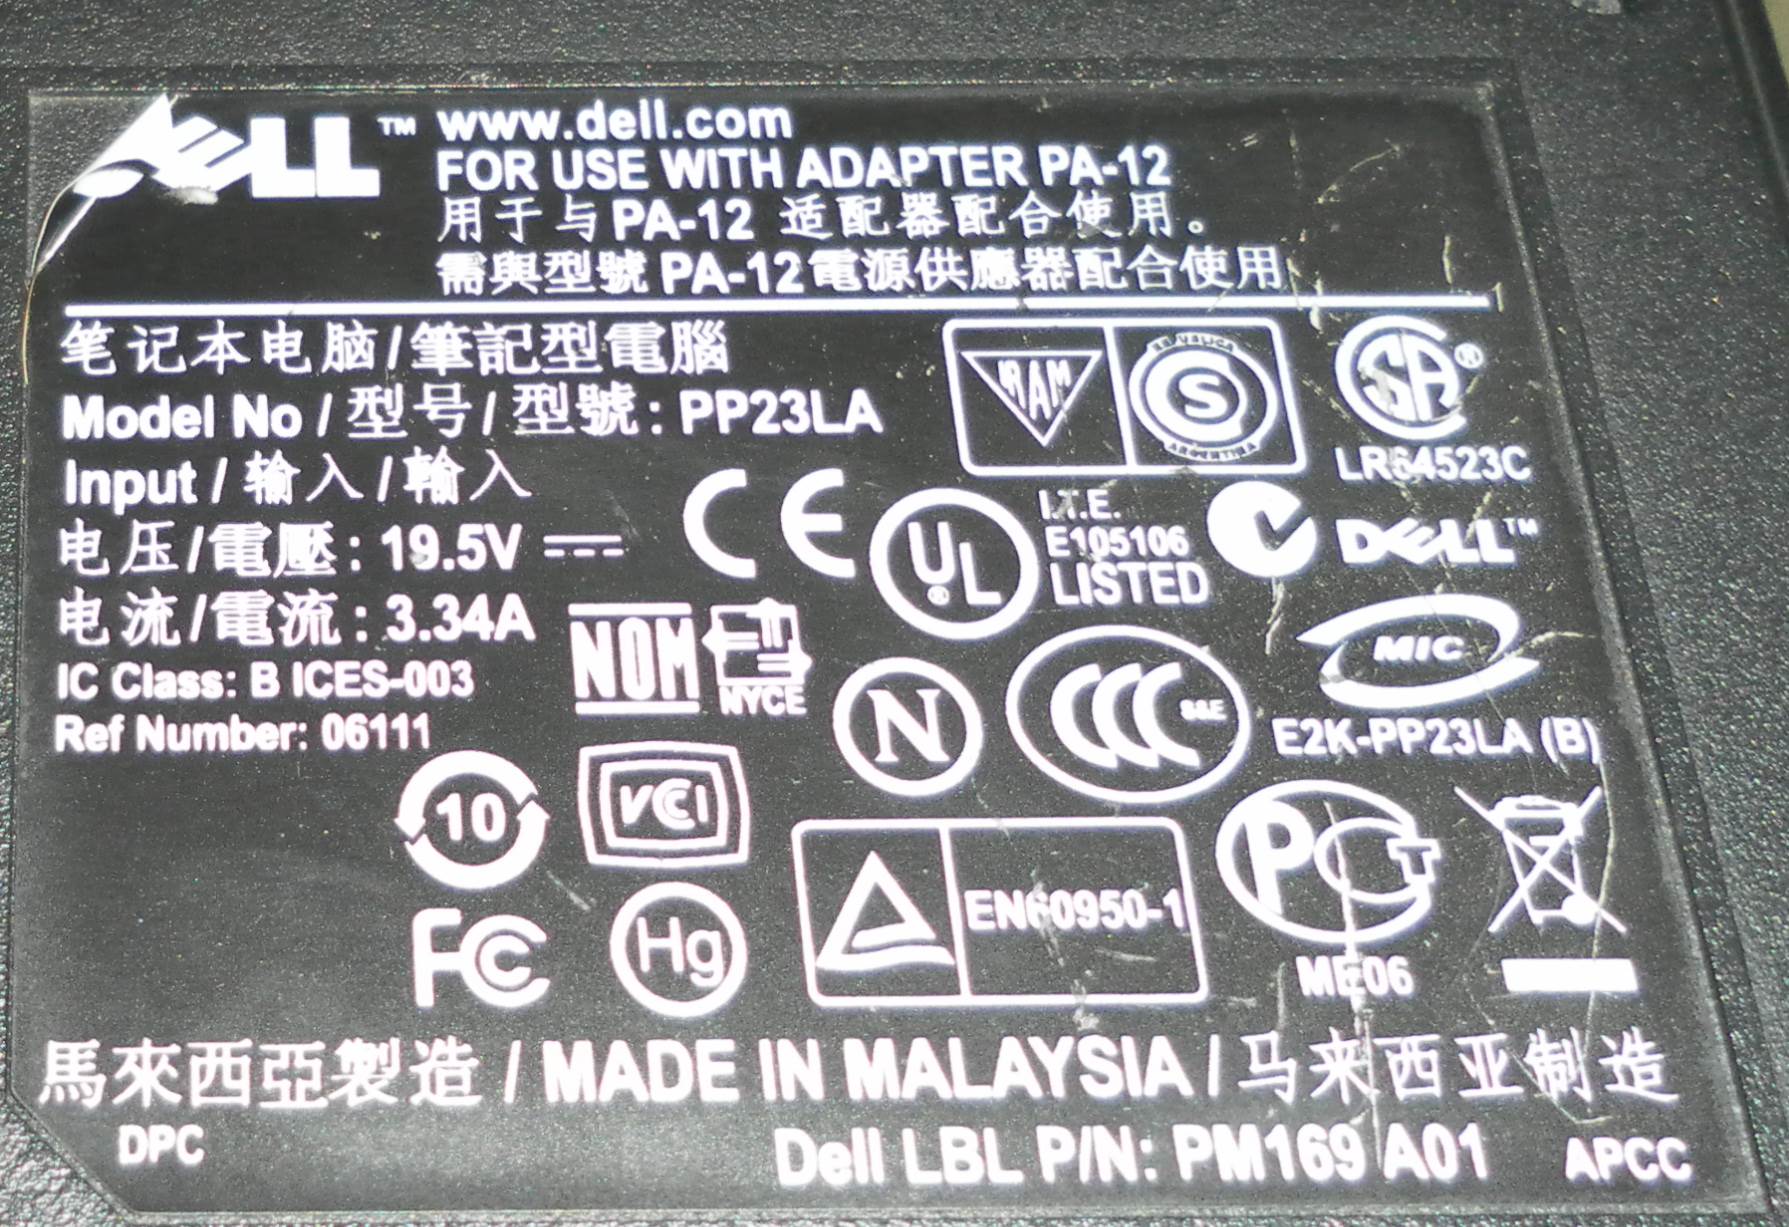 DELL™ www.dell.com
FOR USE WITH ADAPTER PA-12
用于与 PA-12 适配器配合使用。
需與型號 PA-12 電源供應器配合使用
笔记本电脑/筆記型電腦
Model No / 型号 / 型號: PP23LA
Input / 输入 / 輸入
电压/電壓: 19.5V
电流/電流: 3.34A
IC Class: B ICES-003
Ref Number: 06111
RAM
S
ARGENTINA
SA®
LR64523C
CE
UL®
I.T.E.
E105106
LISTED
DELL™
NOM
NYCE
N
CCC S&E
MIC
E2K-PP23LA (B)
10
VCCI
FC
Hg
EN60950-1
PCT
ME06
馬來西亞製造 / MADE IN MALAYSIA / 马来西亚制造
DPC
Dell LBL P/N: PM169 A01
APCC